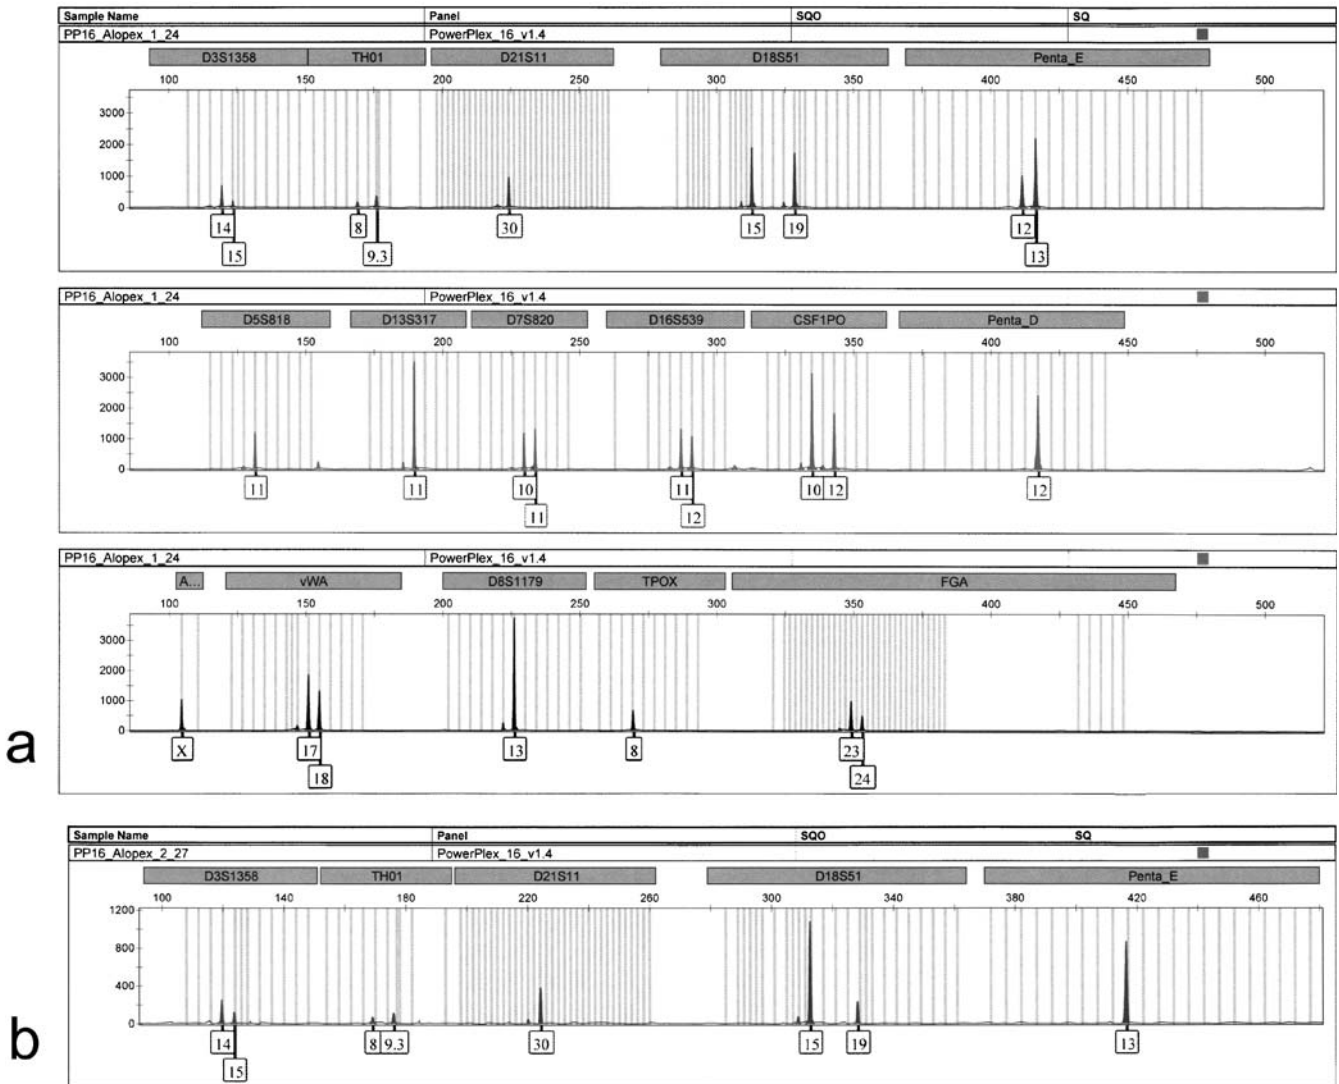 Sample Name Panel SQO SQ
PP16_Alopex_1_24 PowerPlex_16_v1.4
D3S1358 TH01 D21S11 D18S51 Penta_E
100 150 200 250 300 350 400 450 500
3000
2000
1000
0
14 8 30 15 19 12
15 9.3 13
PP16_Alopex_1_24 PowerPlex_16_v1.4
D5S818 D13S317 D7S820 D16S539 CSF1PO Penta_D
100 150 200 250 300 350 400 450 500
3000
2000
1000
0
11 11 10 11 10 12 12
11 12
PP16_Alopex_1_24 PowerPlex_16_v1.4
A... vWA D8S1179 TPOX FGA
100 150 200 250 300 350 400 450 500
3000
2000
1000
0
X 17 13 8 23
18 24
a
Sample Name Panel SQO SQ
PP16_Alopex_2_27 PowerPlex_16_v1.4
D3S1358 TH01 D21S11 D18S51 Penta_E
100 140 180 220 260 300 340 380 420 460
1200
800
400
0
14 8 9.3 30 15 19 13
15
b